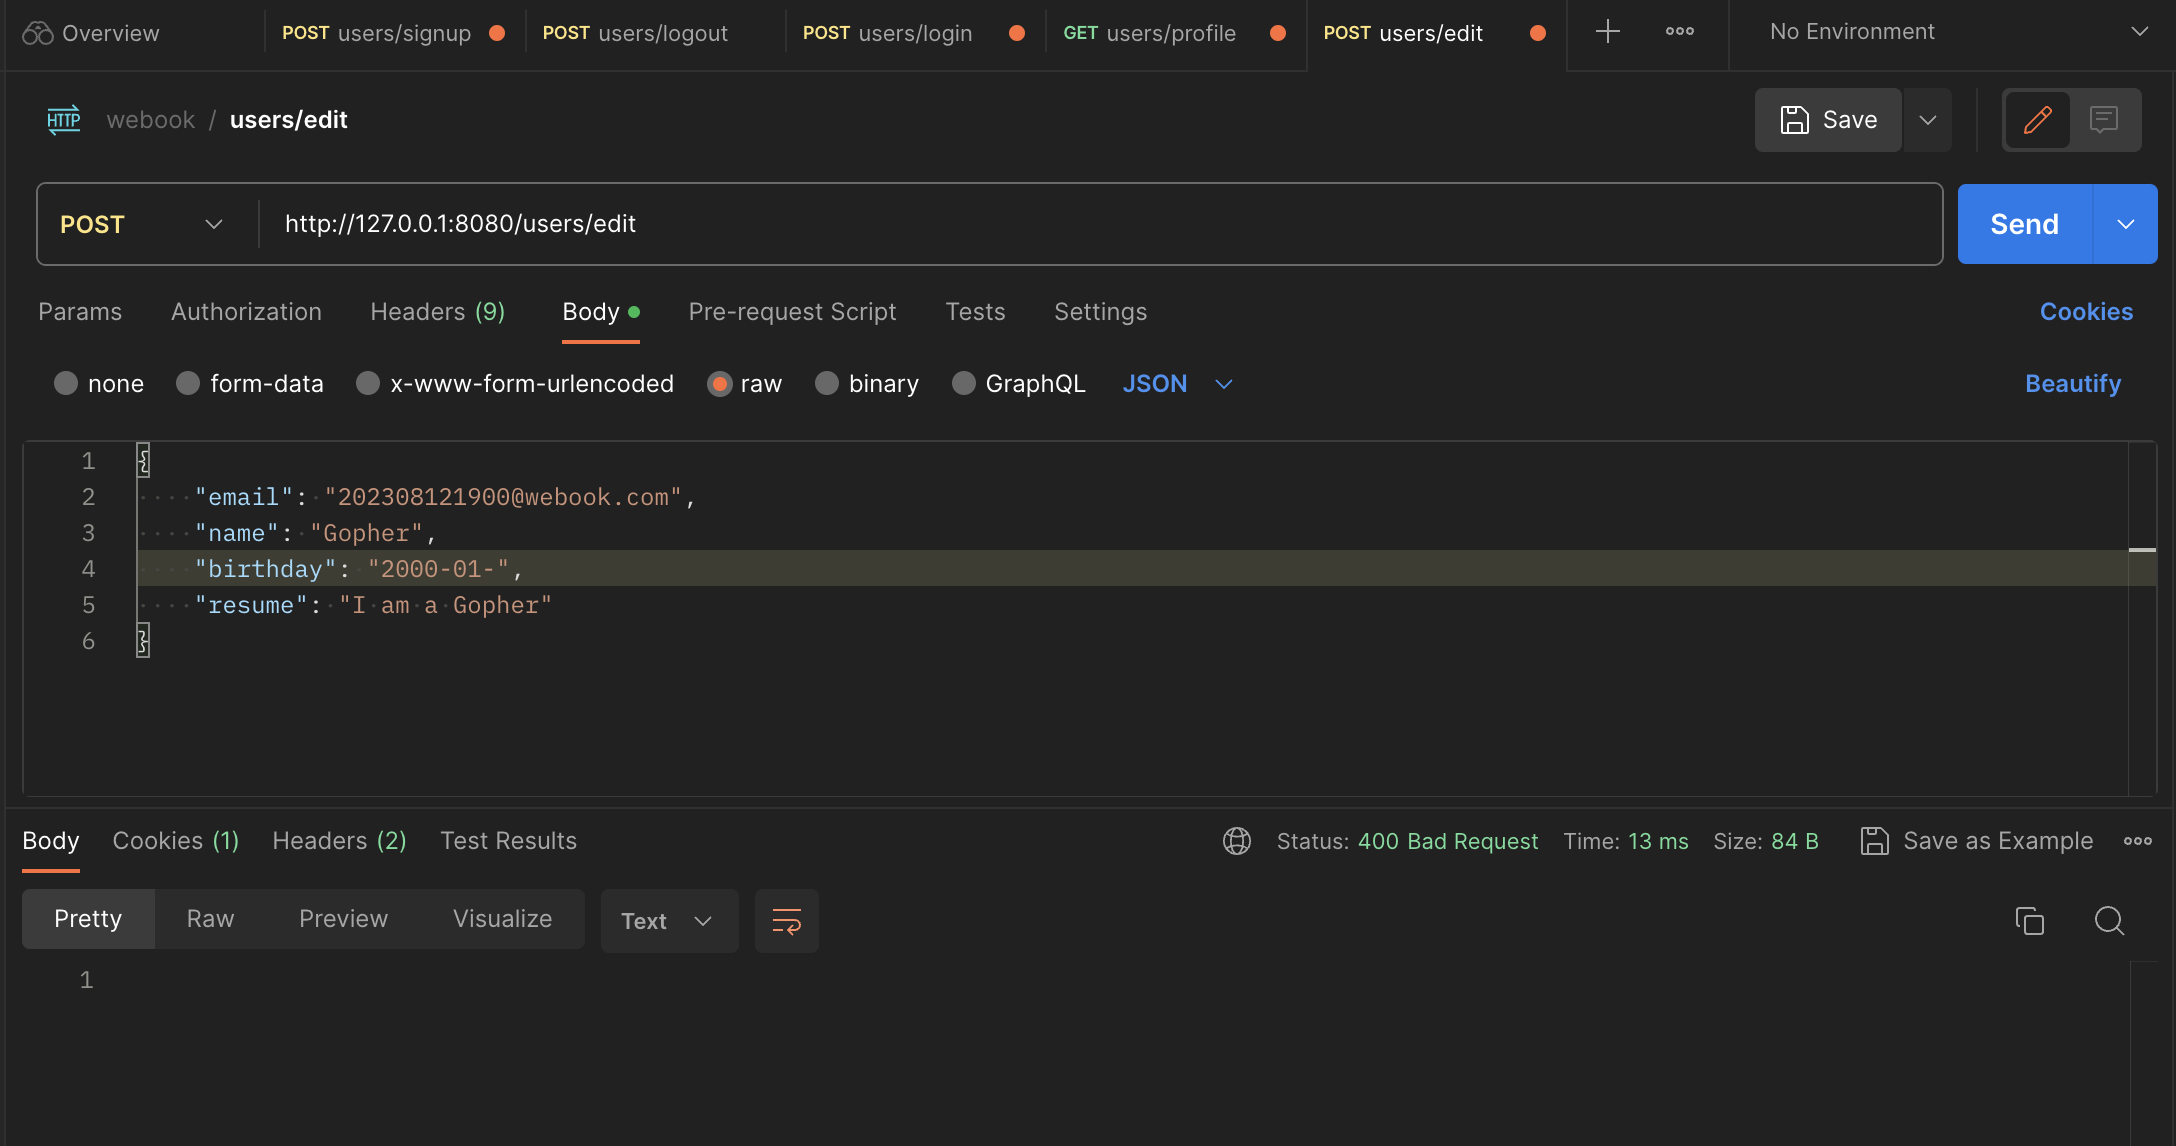 Overview
POST users/signup
POST users/logout
POST users/login
GET users/profile
POST users/edit
No Environment
HTTP webook / users/edit
Save
POST http://127.0.0.1:8080/users/edit
Send
Params Authorization Headers (9) Body Pre-request Script Tests Settings Cookies
none form-data x-www-form-urlencoded raw binary GraphQL JSON Beautify
1 {
2 "email": "202308121900@webook.com",
3 "name": "Gopher",
4 "birthday": "2000-01-",
5 "resume": "I am a Gopher"
6 }
Body Cookies (1) Headers (2) Test Results Status: 400 Bad Request Time: 13 ms Size: 84 B Save as Example
Pretty Raw Preview Visualize Text
1